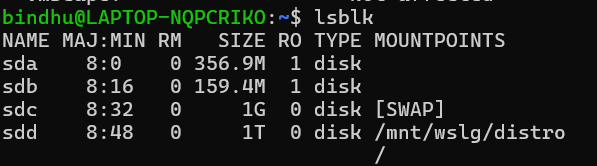 bindhu@LAPTOP-NQPCRIKO:~$ lsblk
NAME MAJ:MIN RM   SIZE RO TYPE MOUNTPOINTS
sda    8:0    0 356.9M  1 disk
sdb    8:16   0 159.4M  1 disk
sdc    8:32   0     1G  0 disk [SWAP]
sdd    8:48   0     1T  0 disk /mnt/wslg/distro
                               /